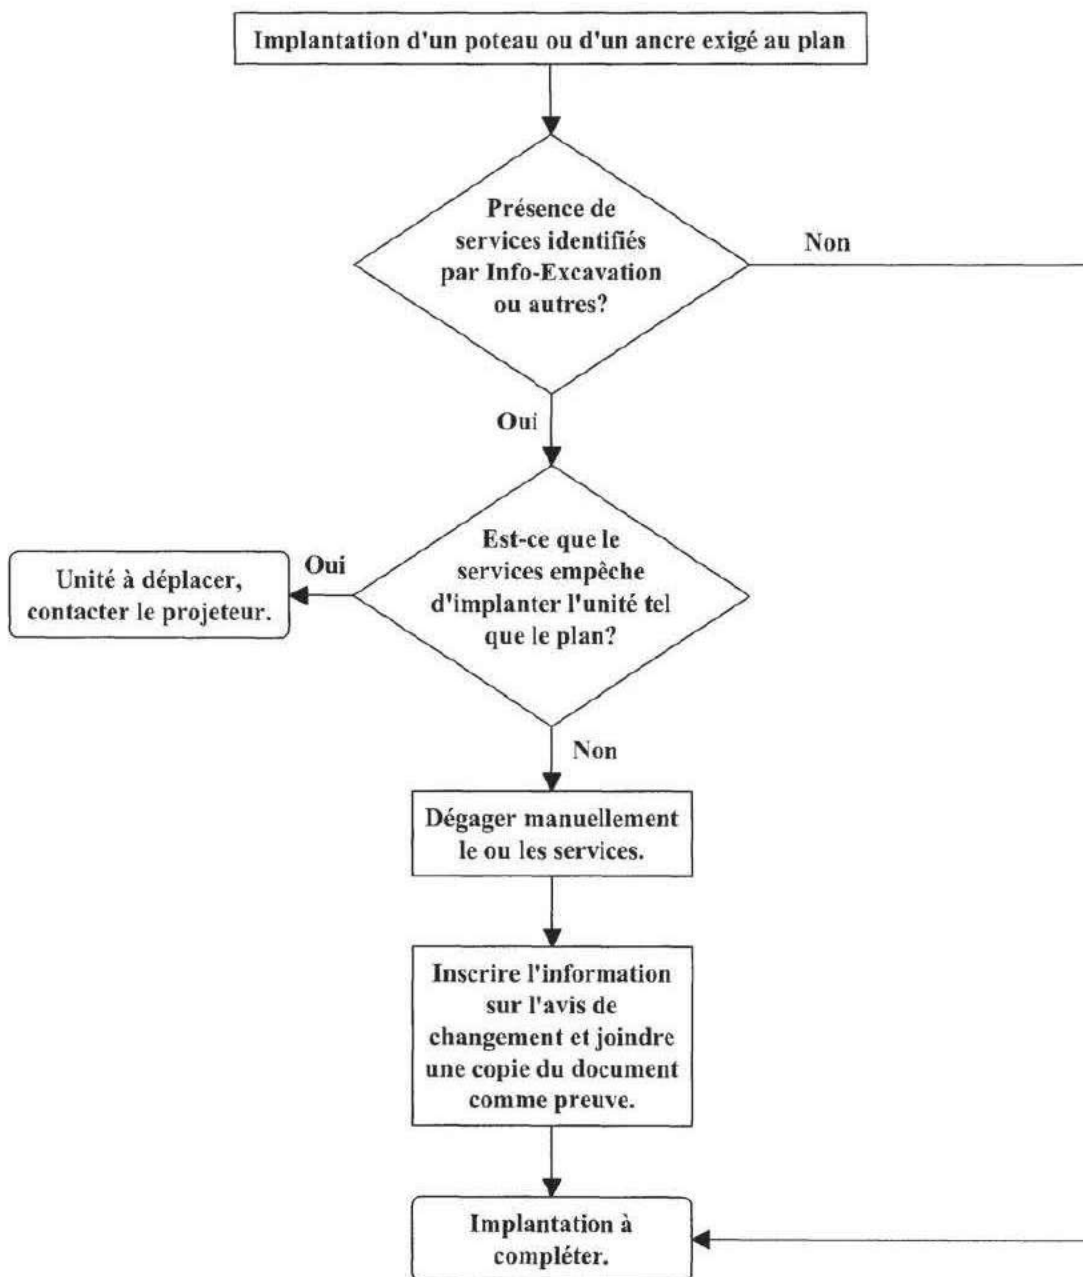 Implantation d'un poteau ou d'un ancre exigé au plan
Présence de
services identifiés
par Info-Excavation
ou autres?
Non
Oui
Est-ce que le
services empêche
d'implanter l'unité tel
que le plan?
Oui
Unité à déplacer,
contacter le projeteur.
Non
Dégager manuellement
le ou les services.
Inscrire l'information
sur l'avis de
changement et joindre
une copie du document
comme preuve.
Implantation à
compléter.